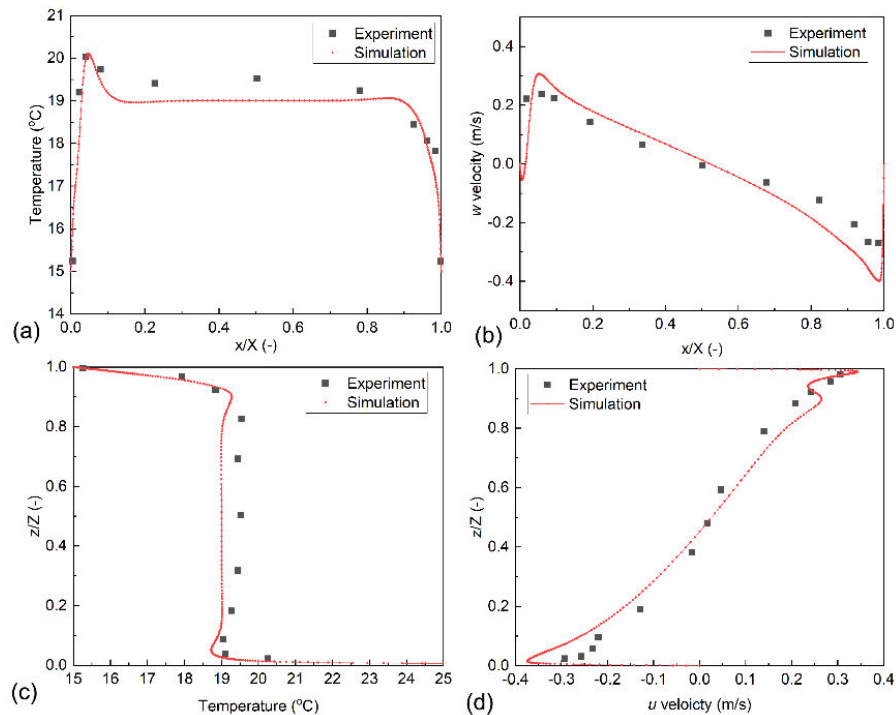 Experiment
Simulation
21
20
19
18
17
16
15
14
Temperature (°C)
0.0 0.2 0.4 0.6 0.8 1.0
x/X (-)
(a)
Experiment
Simulation
0.4
0.2
0.0
-0.2
-0.4
w velocity (m/s)
0.0 0.2 0.4 0.6 0.8 1.0
x/X (-)
(b)
Experiment
Simulation
1.0
0.8
0.6
0.4
0.2
0.0
z/Z (-)
15 16 17 18 19 20 21 22 23 24 25
Temperature (°C)
(c)
Experiment
Simulation
1.0
0.8
0.6
0.4
0.2
0.0
z/Z (-)
-0.4 -0.3 -0.2 -0.1 0.0 0.1 0.2 0.3 0.4
u veloicty (m/s)
(d)